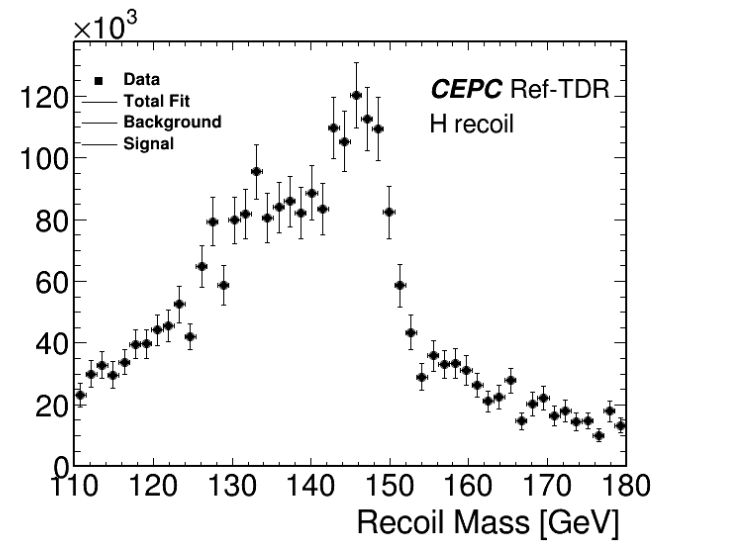 ×10³
Data
Total Fit
Background
Signal
CEPC Ref-TDR
H recoil
120
100
80
60
40
20
0
110 120 130 140 150 160 170 180
Recoil Mass [GeV]